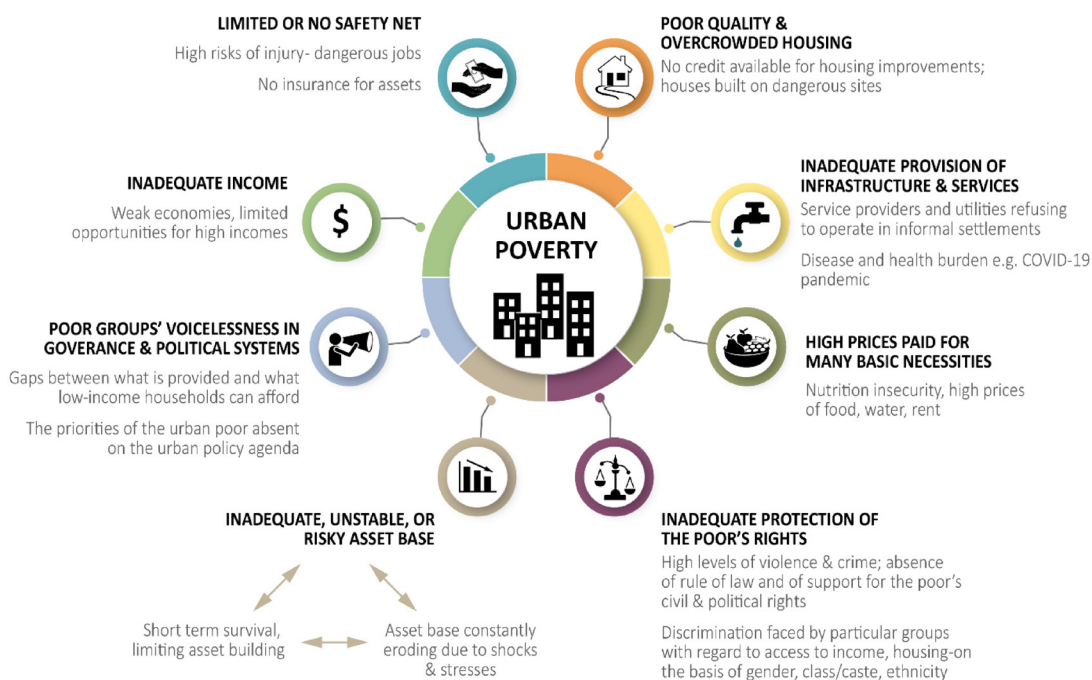 LIMITED OR NO SAFETY NET
High risks of injury- dangerous jobs
No insurance for assets
POOR QUALITY &
OVERCROWDED HOUSING
No credit available for housing improvements;
houses built on dangerous sites
INADEQUATE INCOME
Weak economies, limited
opportunities for high incomes
$
URBAN
POVERTY
INADEQUATE PROVISION OF
INFRASTRUCTURE & SERVICES
Service providers and utilities refusing
to operate in informal settlements
Disease and health burden e.g. COVID-19
pandemic
POOR GROUPS' VOICELESSNESS IN
GOVERANCE & POLITICAL SYSTEMS
Gaps between what is provided and what
low-income households can afford
The priorities of the urban poor absent
on the urban policy agenda
HIGH PRICES PAID FOR
MANY BASIC NECESSITIES
Nutrition insecurity, high prices
of food, water, rent
INADEQUATE, UNSTABLE, OR
RISKY ASSET BASE
Short term survival,
limiting asset building
Asset base constantly
eroding due to shocks
& stresses
INADEQUATE PROTECTION OF
THE POOR'S RIGHTS
High levels of violence & crime; absence
of rule of law and of support for the poor's
civil & political rights
Discrimination faced by particular groups
with regard to access to income, housing-on
the basis of gender, class/caste, ethnicity